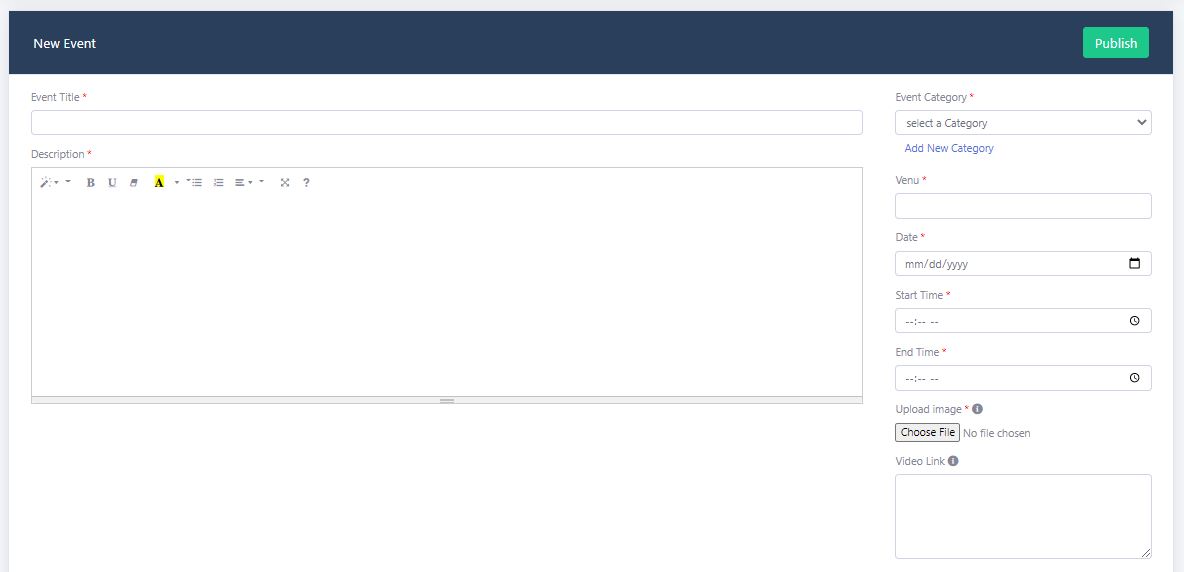 New Event
Publish
Event Title *
Description *
B U A ?
Event Category *
select a Category
Add New Category
Venu *
Date *
mm/dd/yyyy
Start Time *
--:-- --
End Time *
--:-- --
Upload image *
Choose File No file chosen
Video Link